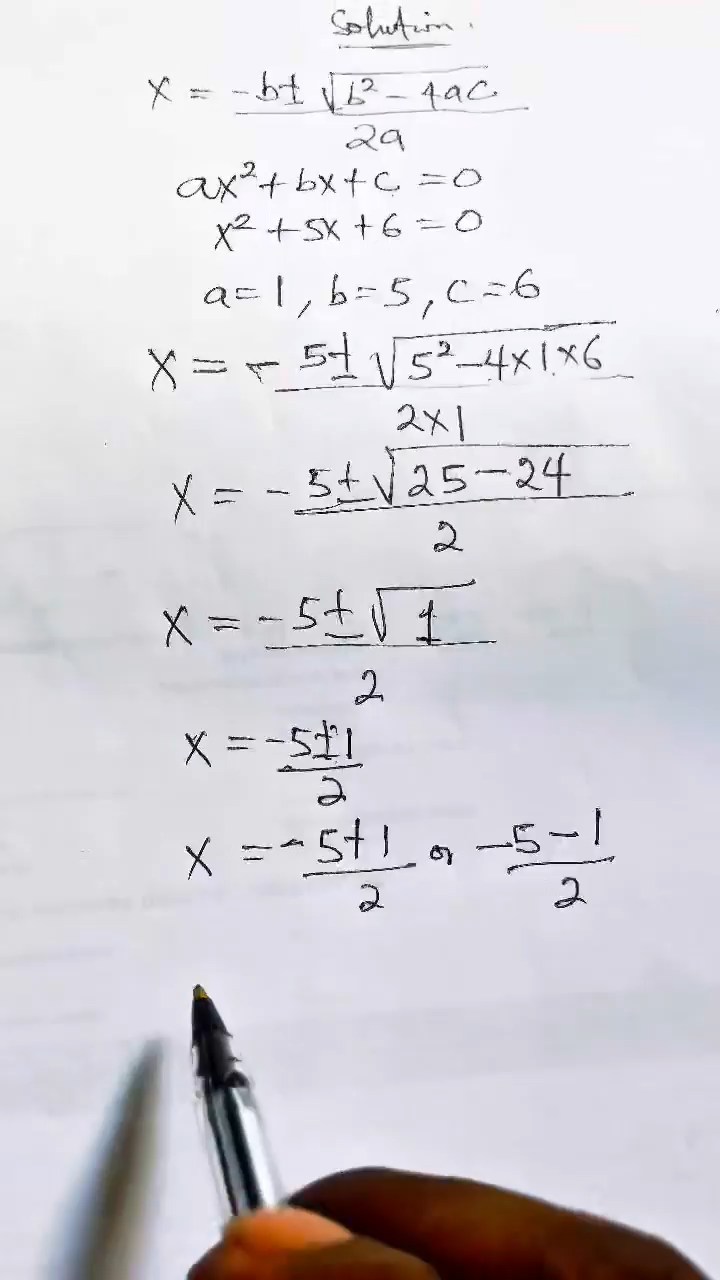 Solution.
x = -b± √b² - 4ac
2a
ax² + bx + c = 0
x² + 5x + 6 = 0
a = 1, b = 5, c = 6
x = - 5± √5² - 4×1×6
2×1
x = - 5± √25 - 24
2
x = -5± √1
2
x = -5±1
2
x = - 5+1 or -5-1
2 2